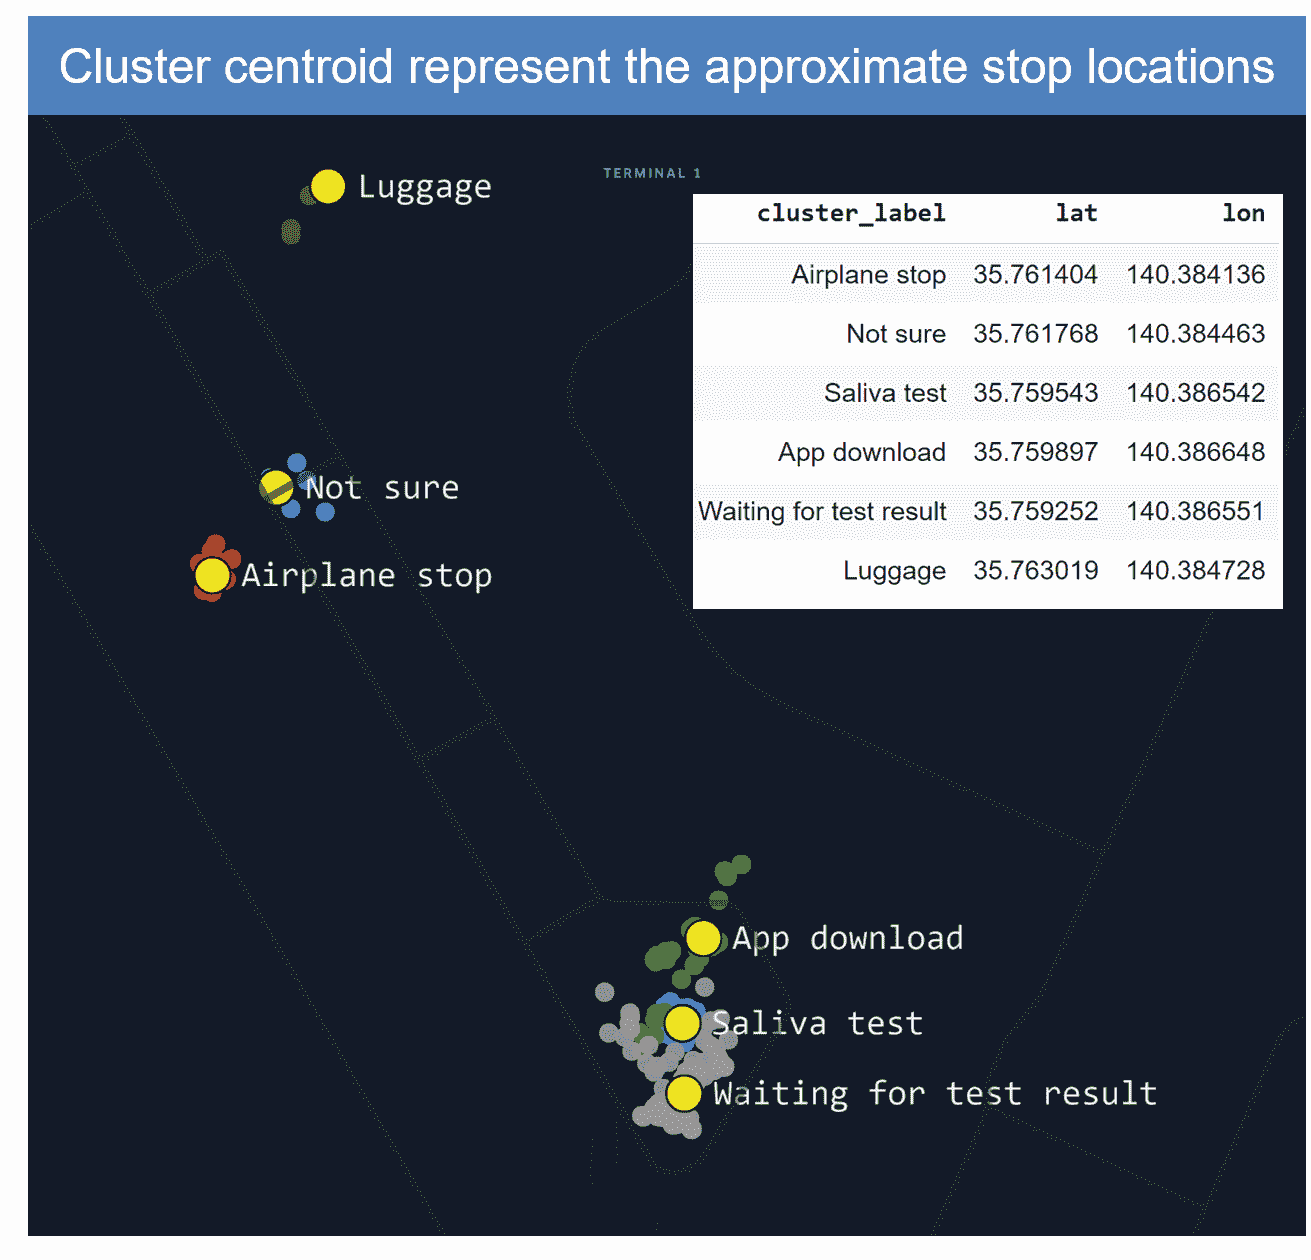 Cluster centroid represent the approximate stop locations
Luggage
TERMINAL 1
cluster_label lat lon
Airplane stop 35.761404 140.384136
Not sure 35.761768 140.384463
Saliva test 35.759543 140.386542
App download 35.759897 140.386648
Waiting for test result 35.759252 140.386551
Luggage 35.763019 140.384728
Not sure
Airplane stop
App download
Saliva test
Waiting for test result